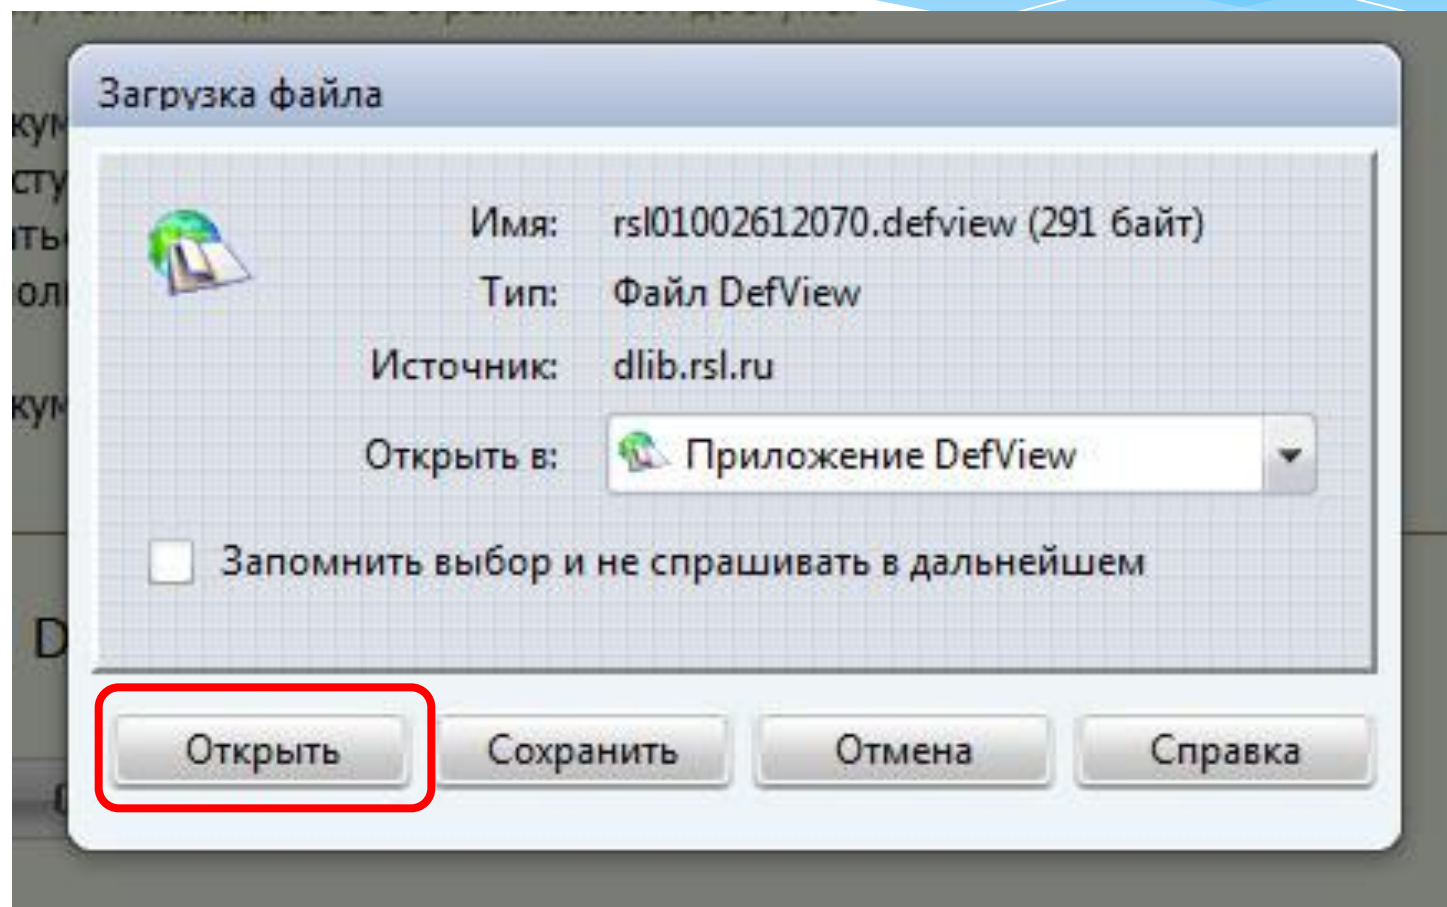 Загрузка файла
Имя: rsl01002612070.defview (291 байт)
Тип: Файл DefView
Источник: dlib.rsl.ru
Открыть в: Приложение DefView
Запомнить выбор и не спрашивать в дальнейшем
Открыть Сохранить Отмена Справка